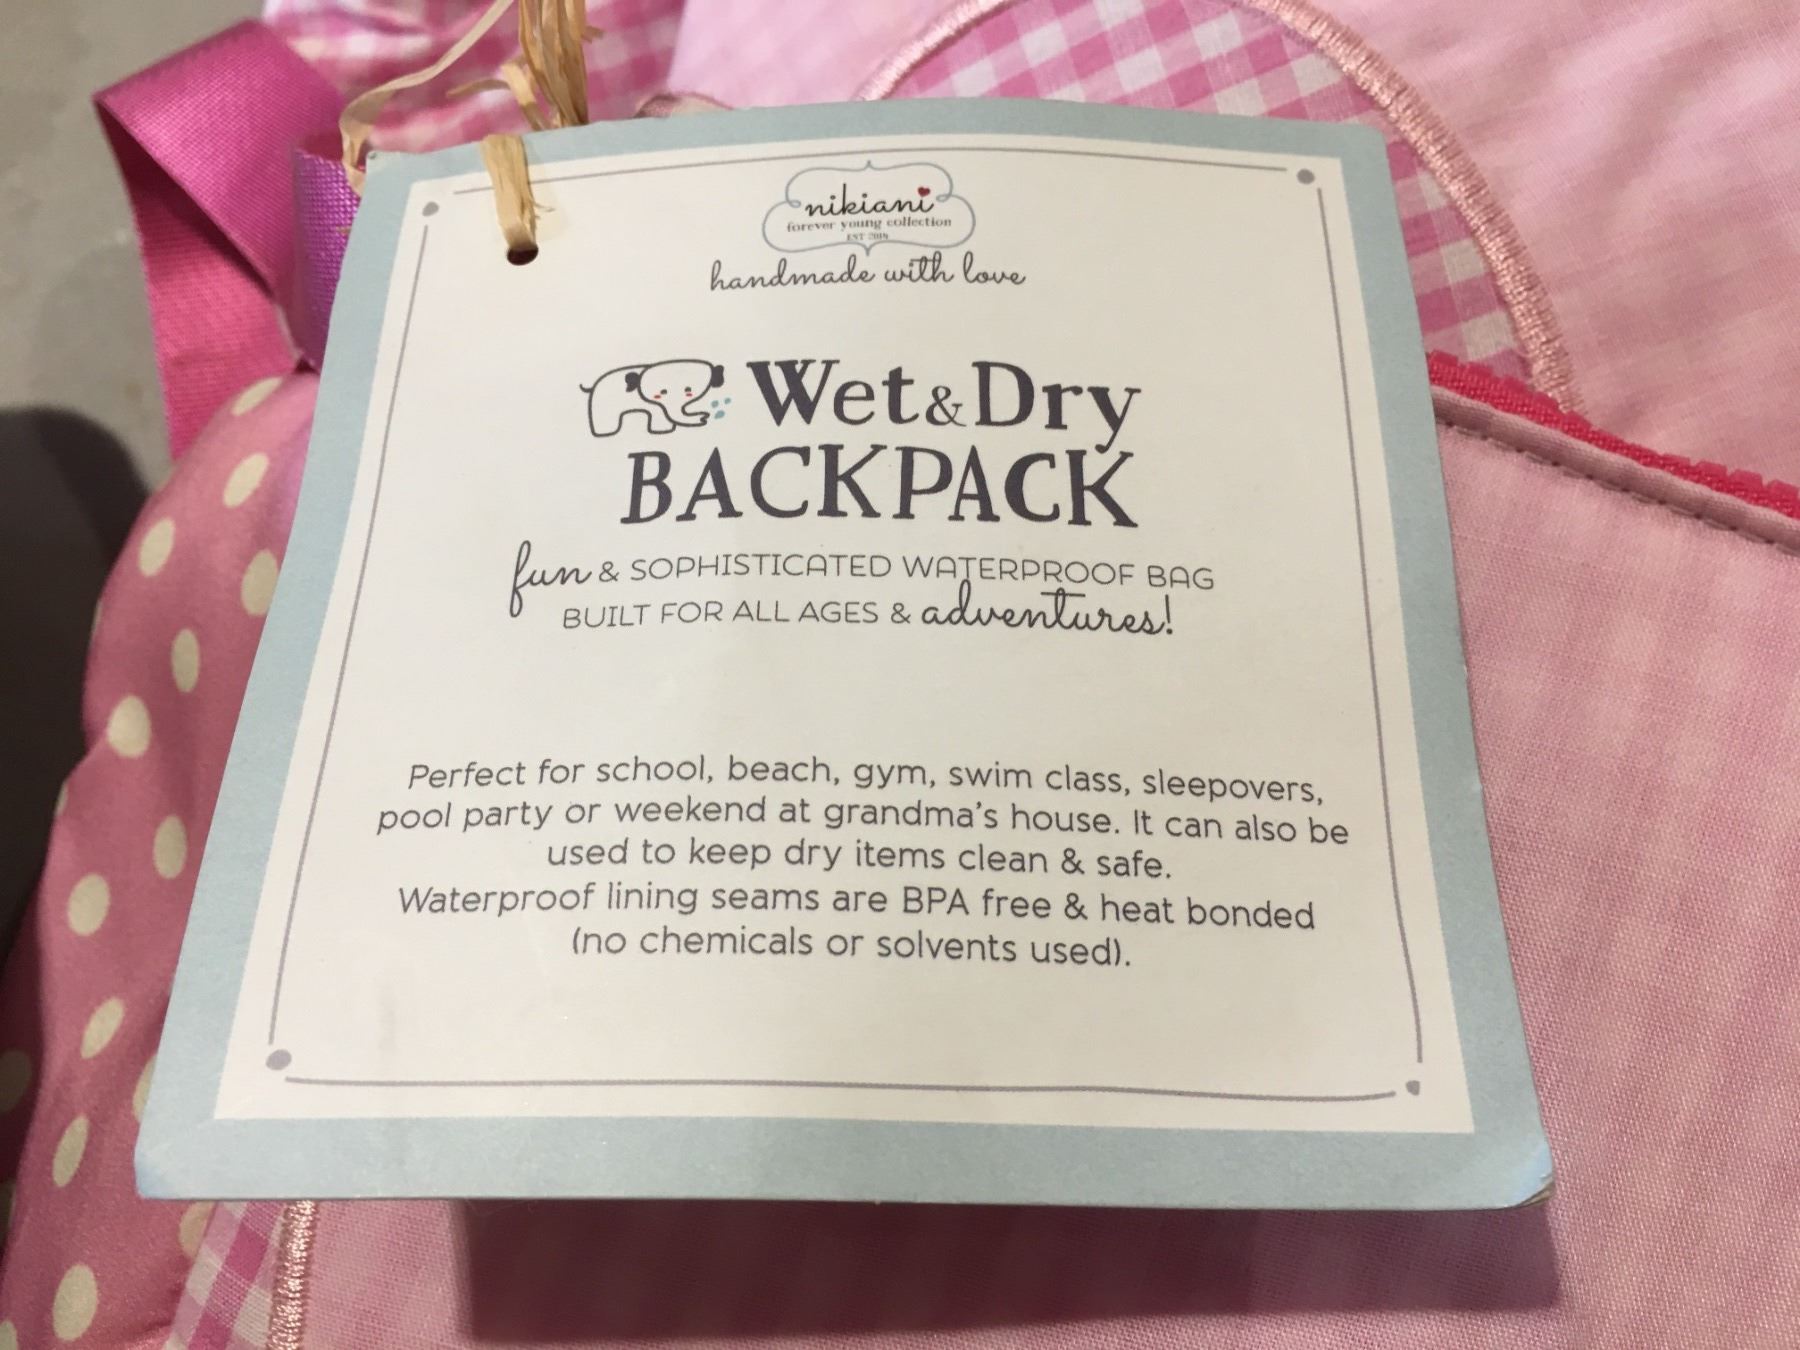 nikiani
forever young collection
EST 2018
handmade with love
Wet & Dry
BACKPACK
fun & SOPHISTICATED WATERPROOF BAG
BUILT FOR ALL AGES & adventures!
Perfect for school, beach, gym, swim class, sleepovers,
pool party or weekend at grandma's house. It can also be
used to keep dry items clean & safe.
Waterproof lining seams are BPA free & heat bonded
(no chemicals or solvents used).